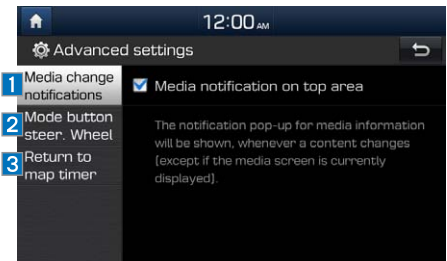 12:00 AM
Advanced settings
1 Media change
notifications
2 Mode button
steer. Wheel
3 Return to
map timer
Media notification on top area
The notification pop-up for media information
will be shown, whenever a content changes
(except if the media screen is currently
displayed).